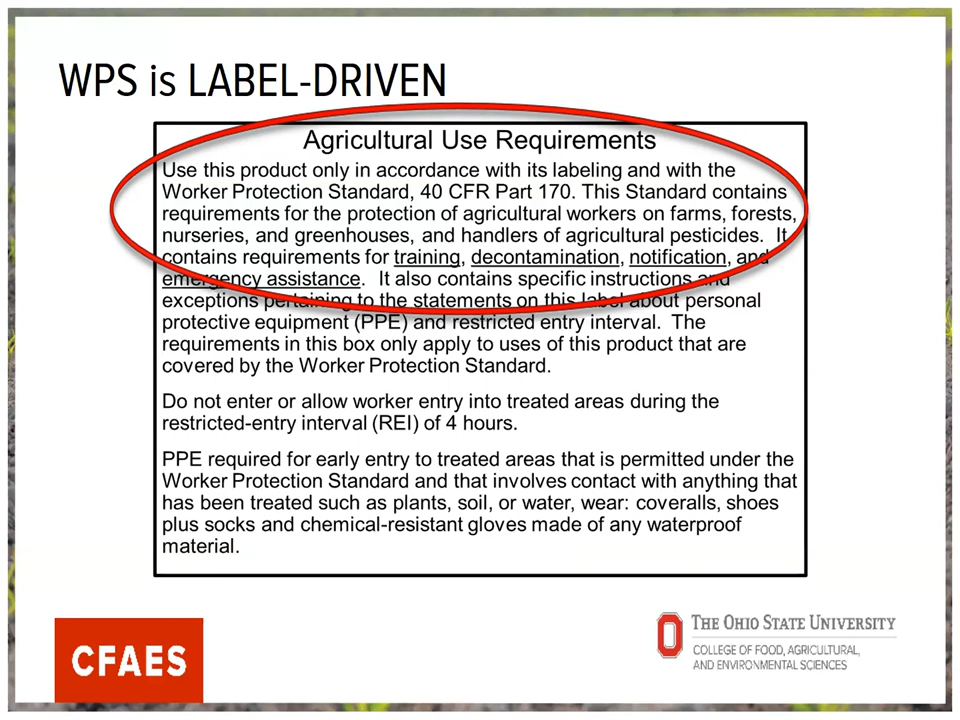 WPS is LABEL-DRIVEN
Agricultural Use Requirements
Use this product only in accordance with its labeling and with the
Worker Protection Standard, 40 CFR Part 170. This Standard contains
requirements for the protection of agricultural workers on farms, forests,
nurseries, and greenhouses, and handlers of agricultural pesticides. It
contains requirements for training, decontamination, notification, and
emergency assistance. It also contains specific instructions and
exceptions pertaining to the statements on this label about personal
protective equipment (PPE) and restricted entry interval. The
requirements in this box only apply to uses of this product that are
covered by the Worker Protection Standard.
Do not enter or allow worker entry into treated areas during the
restricted-entry interval (REI) of 4 hours.
PPE required for early entry to treated areas that is permitted under the
Worker Protection Standard and that involves contact with anything that
has been treated such as plants, soil, or water, wear: coveralls, shoes
plus socks and chemical-resistant gloves made of any waterproof
material.
CFAES
THE OHIO STATE UNIVERSITY
COLLEGE OF FOOD, AGRICULTURAL,
AND ENVIRONMENTAL SCIENCES